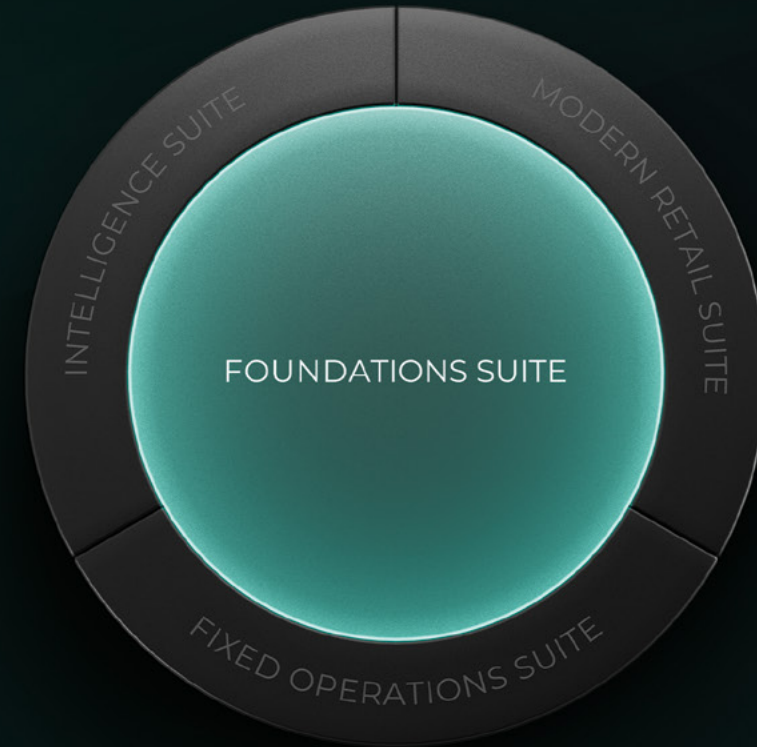 INTELLIGENCE SUITE
MODERN RETAIL SUITE
FOUNDATIONS SUITE
FIXED OPERATIONS SUITE